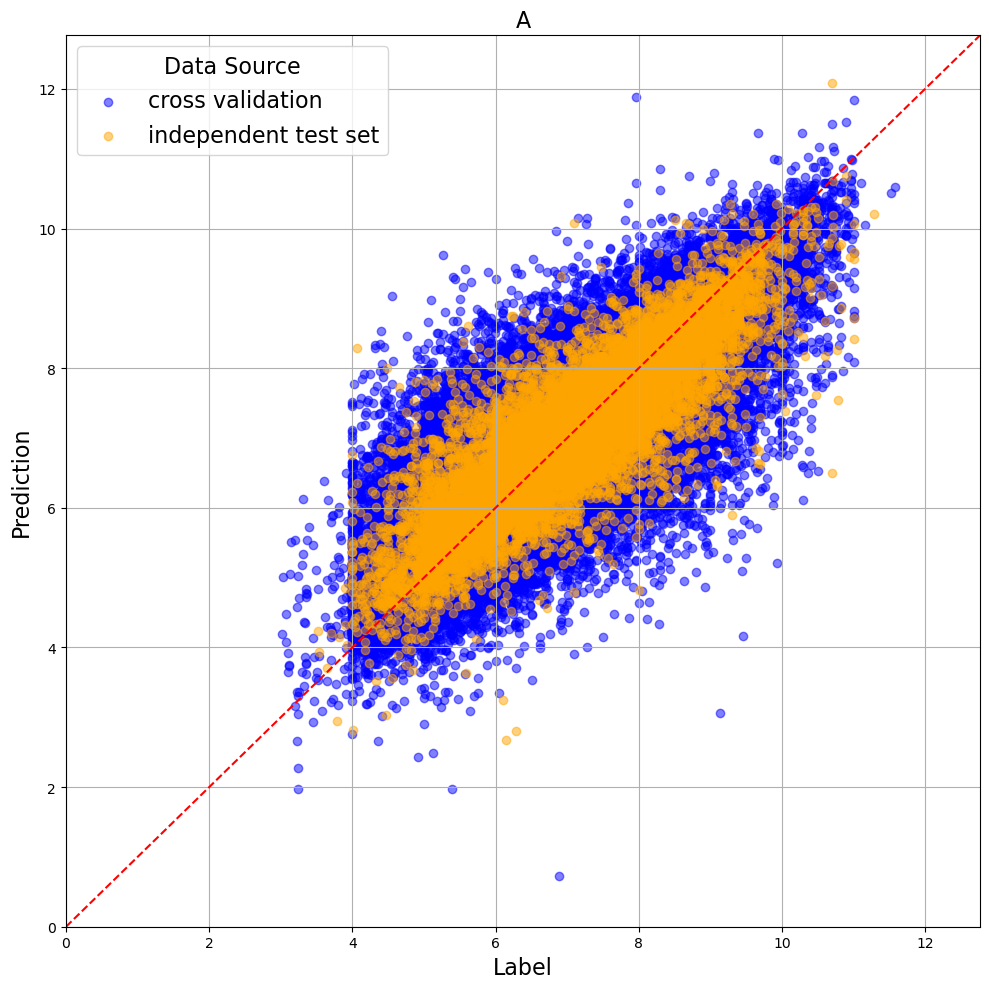 A
Data Source
cross validation
independent test set
12
10
8
6
4
2
0
Prediction
0 2 4 6 8 10 12
Label